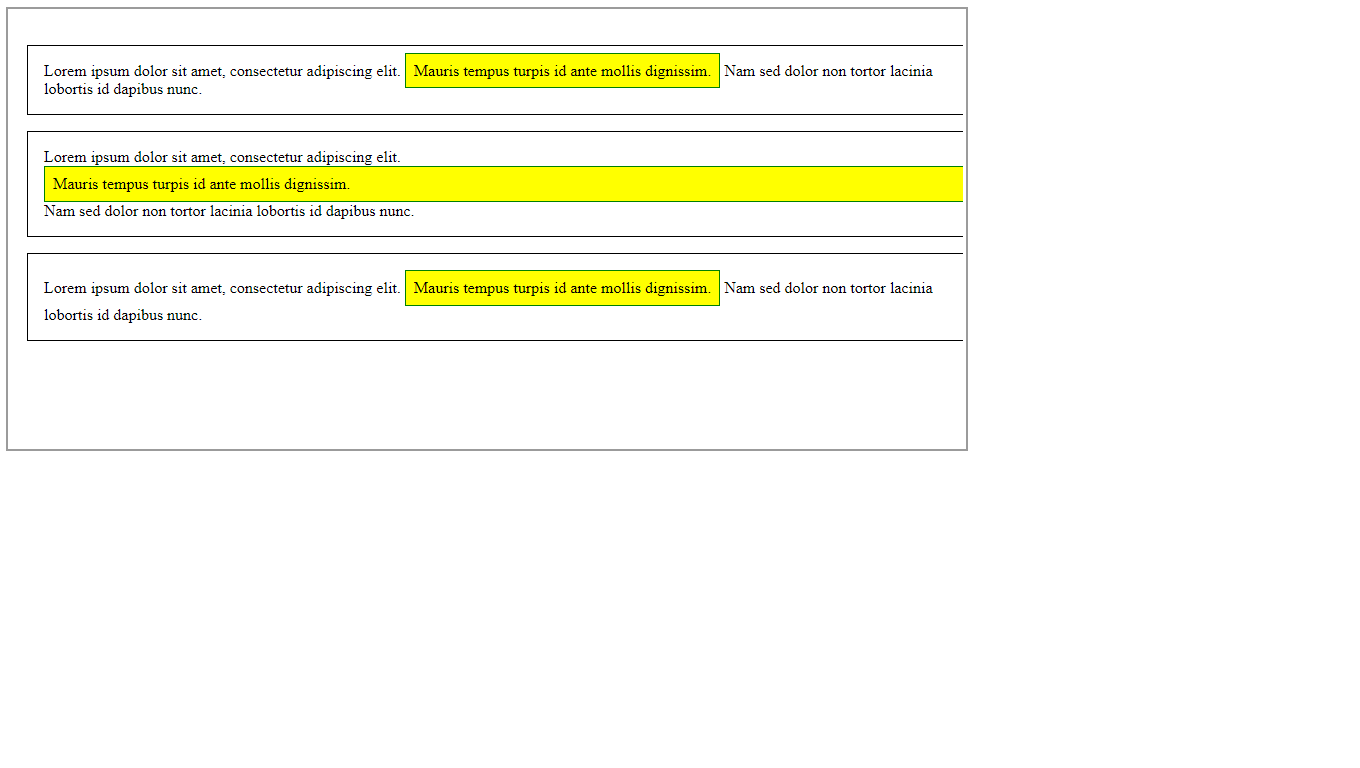 Lorem ipsum dolor sit amet, consectetur adipiscing elit. Mauris tempus turpis id ante mollis dignissim. Nam sed dolor non tortor lacinia
lobortis id dapibus nunc.
Lorem ipsum dolor sit amet, consectetur adipiscing elit.
Mauris tempus turpis id ante mollis dignissim.
Nam sed dolor non tortor lacinia lobortis id dapibus nunc.
Lorem ipsum dolor sit amet, consectetur adipiscing elit. Mauris tempus turpis id ante mollis dignissim. Nam sed dolor non tortor lacinia
lobortis id dapibus nunc.